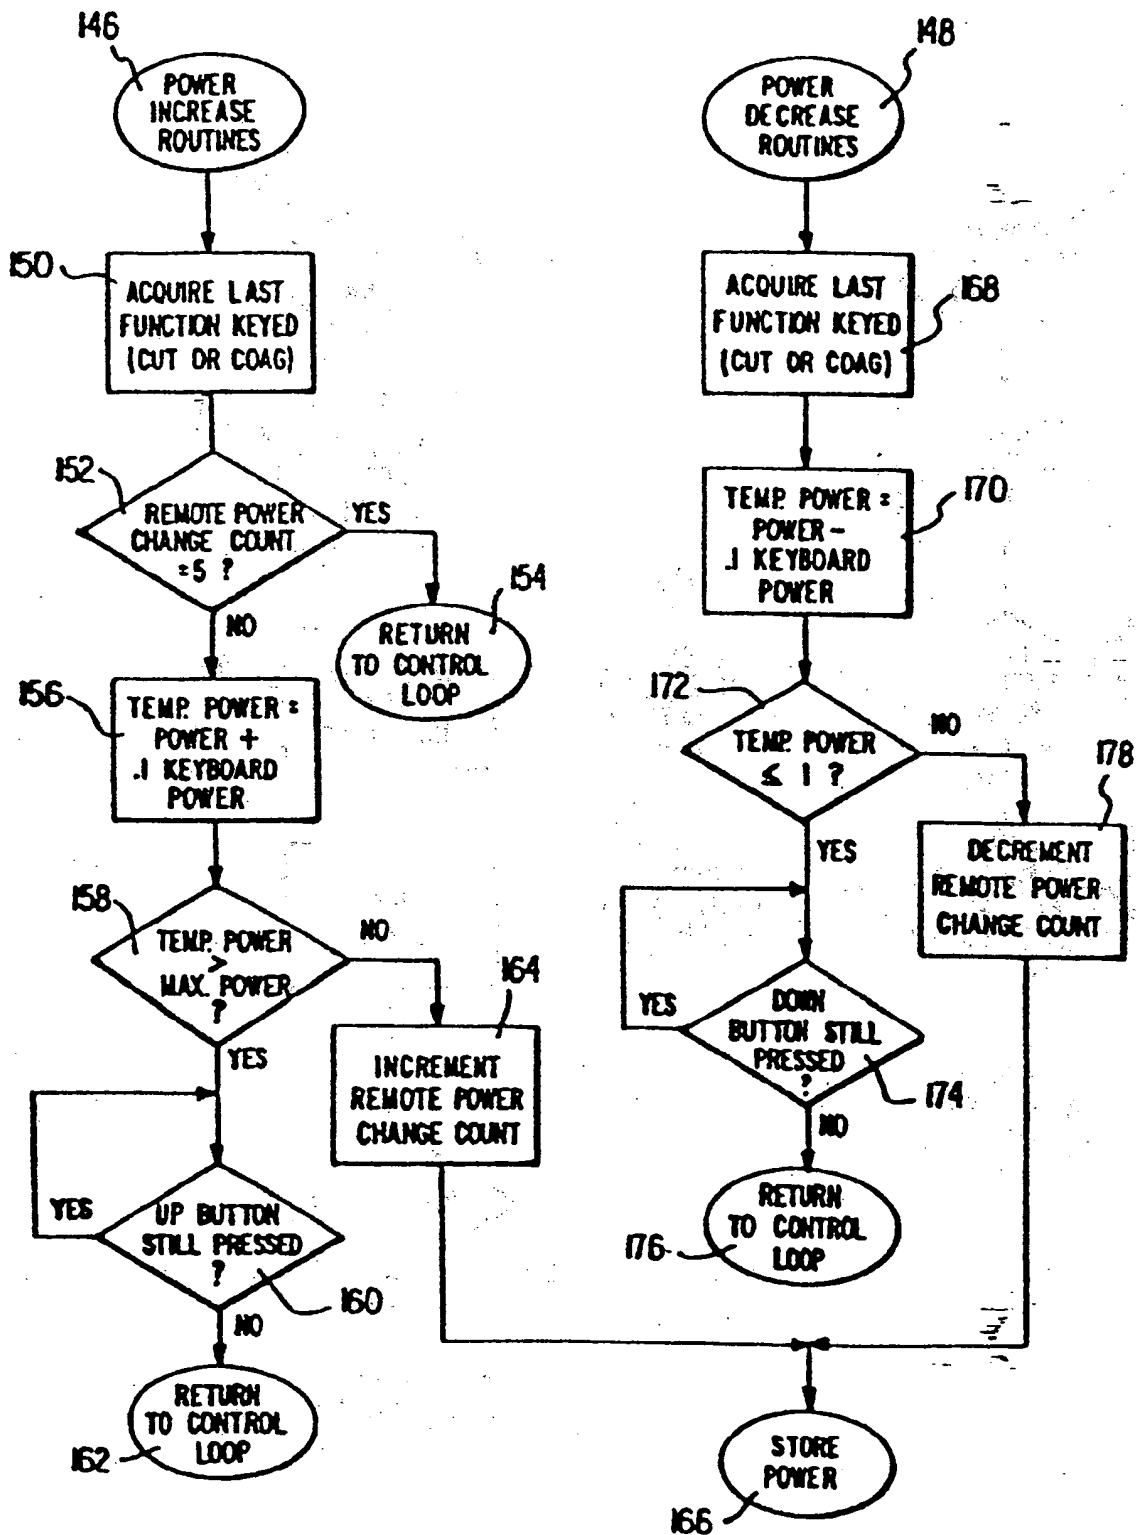 146
POWER
INCREASE
ROUTINES
150
ACQUIRE LAST
FUNCTION KEYED
(CUT OR COAG)
152
REMOTE POWER
CHANGE COUNT
=5 ?
YES
NO
154
RETURN
TO CONTROL
LOOP
156
TEMP. POWER =
POWER +
.1 KEYBOARD
POWER
158
TEMP. POWER
>
MAX. POWER
?
NO
YES
164
INCREMENT
REMOTE POWER
CHANGE COUNT
YES
UP BUTTON
STILL PRESSED
?
160
NO
RETURN
TO CONTROL
LOOP
162
148
POWER
DECREASE
ROUTINES
168
ACQUIRE LAST
FUNCTION KEYED
(CUT OR COAG)
170
TEMP. POWER =
POWER -
.1 KEYBOARD
POWER
172
TEMP. POWER
≤ 1 ?
NO
YES
178
DECREMENT
REMOTE POWER
CHANGE COUNT
YES
DOWN
BUTTON STILL
PRESSED
?
174
NO
RETURN
TO CONTROL
LOOP
176
STORE
POWER
166